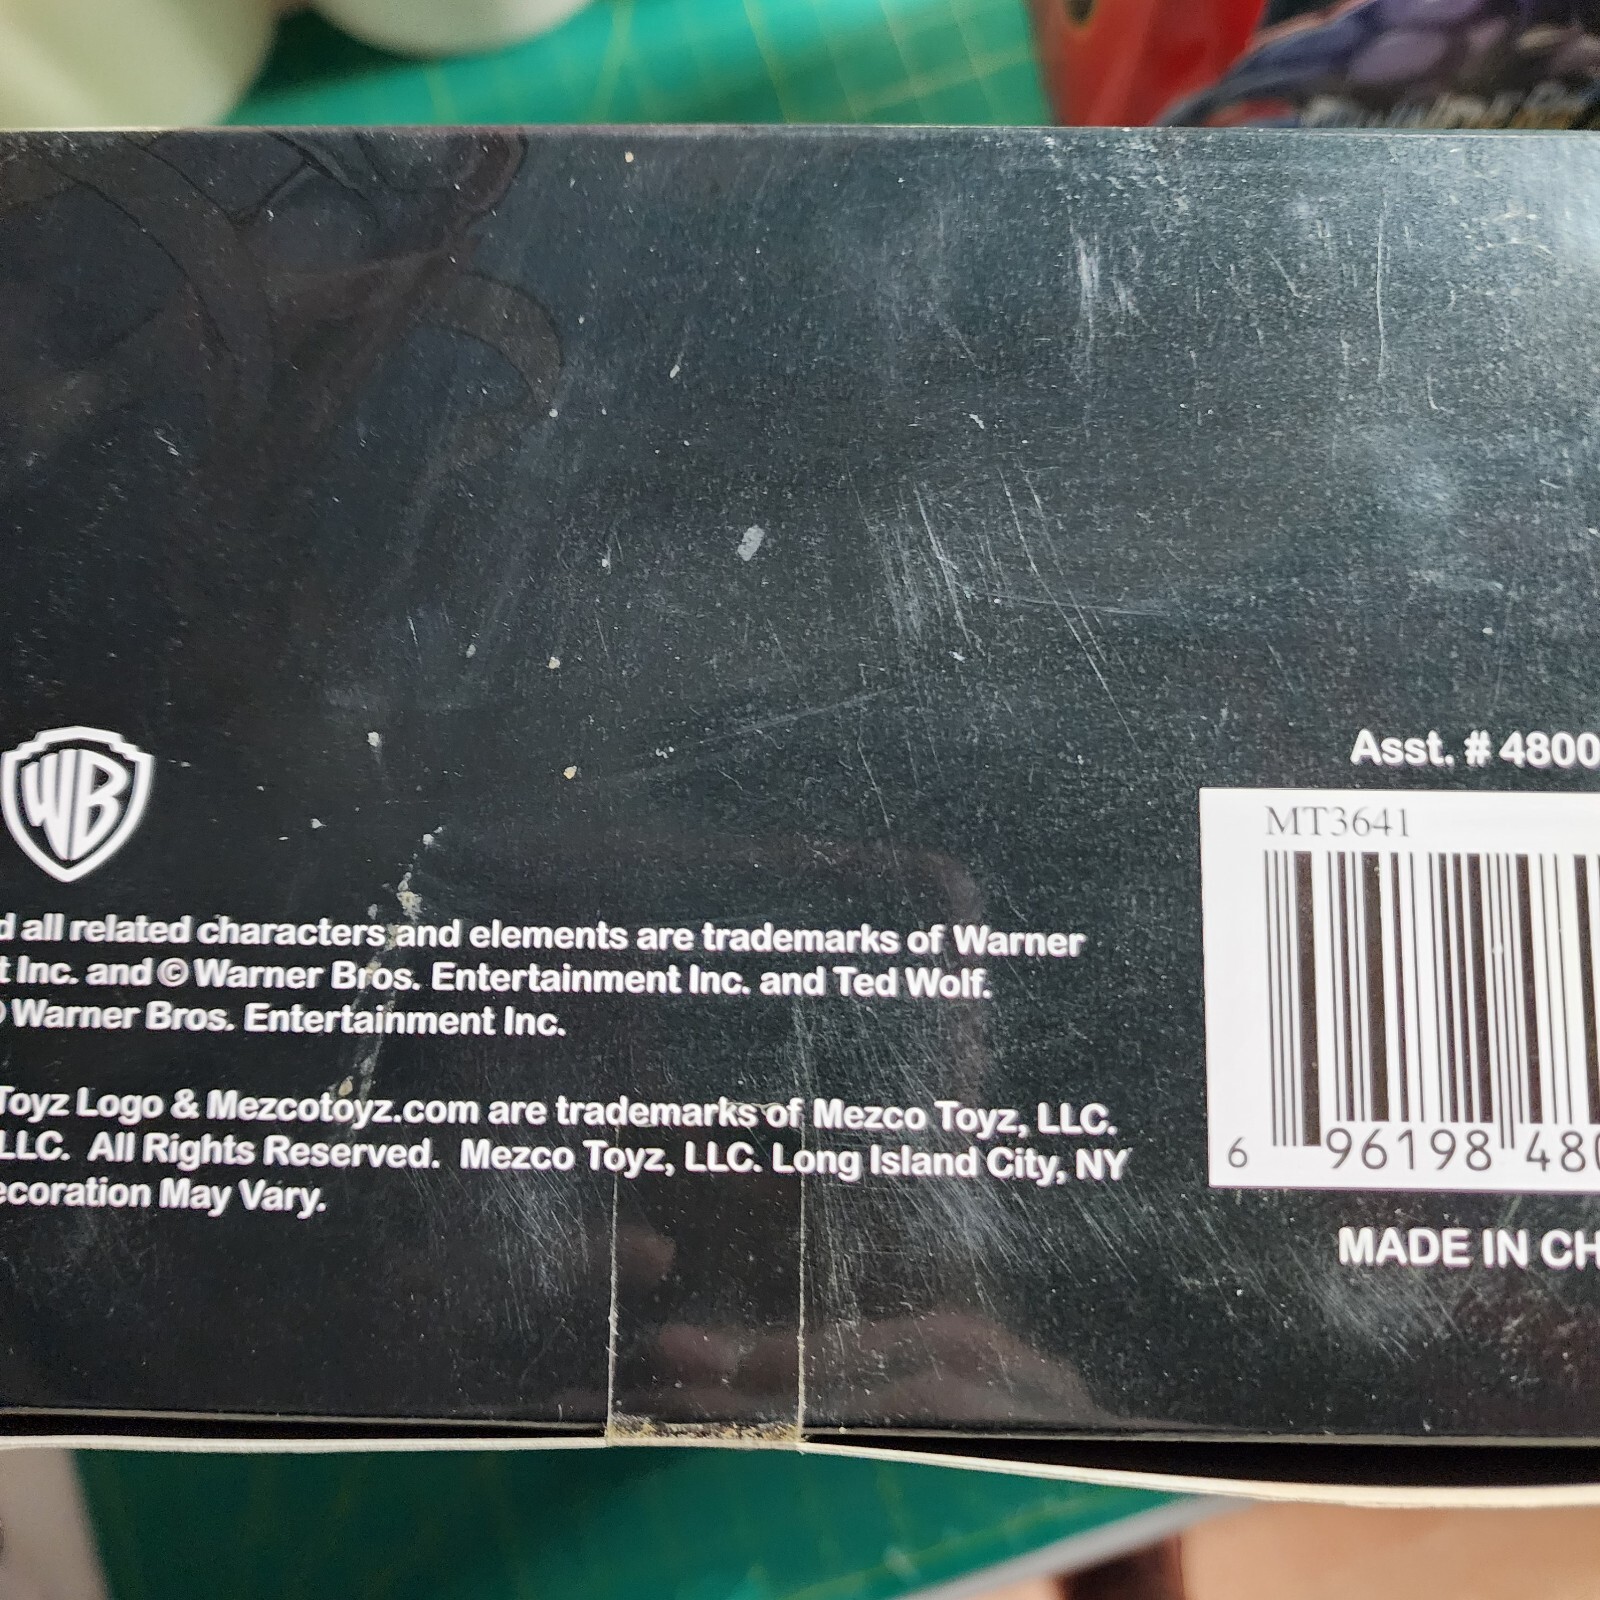 WB
d all related characters and elements are trademarks of Warner
t Inc. and © Warner Bros. Entertainment Inc. and Ted Wolf.
Warner Bros. Entertainment Inc.
Toyz Logo & Mezcotoyz.com are trademarks of Mezco Toyz, LLC.
LLC. All Rights Reserved. Mezco Toyz, LLC. Long Island City, NY
ecoration May Vary.
Asst. # 4800
MT3641
6 96198 480
MADE IN CH